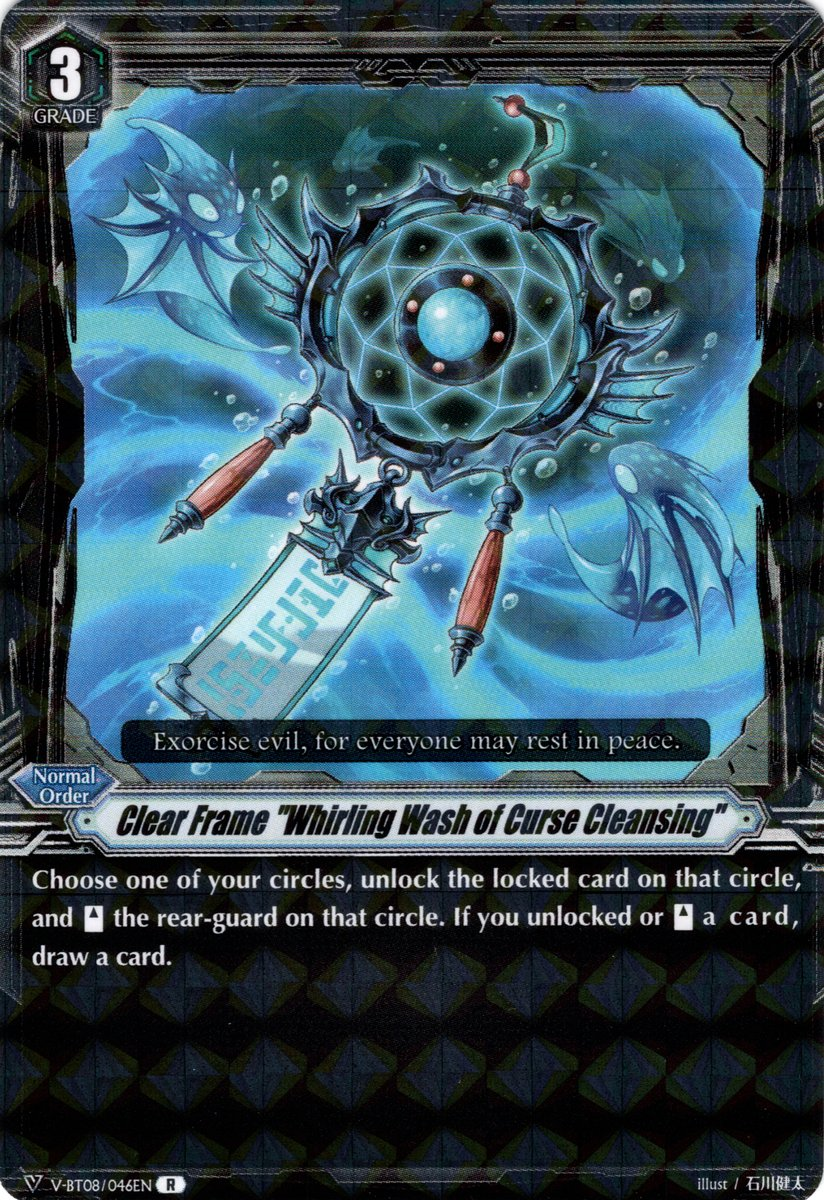 3
GRADE
Exorcise evil, for everyone may rest in peace.
Normal
Order
Clear Frame "Whirling Wash of Curse Cleansing"
Choose one of your circles, unlock the locked card on that circle,
and the rear-guard on that circle. If you unlocked or a card,
draw a card.
V-BT08/046EN R
illust / 石川健太